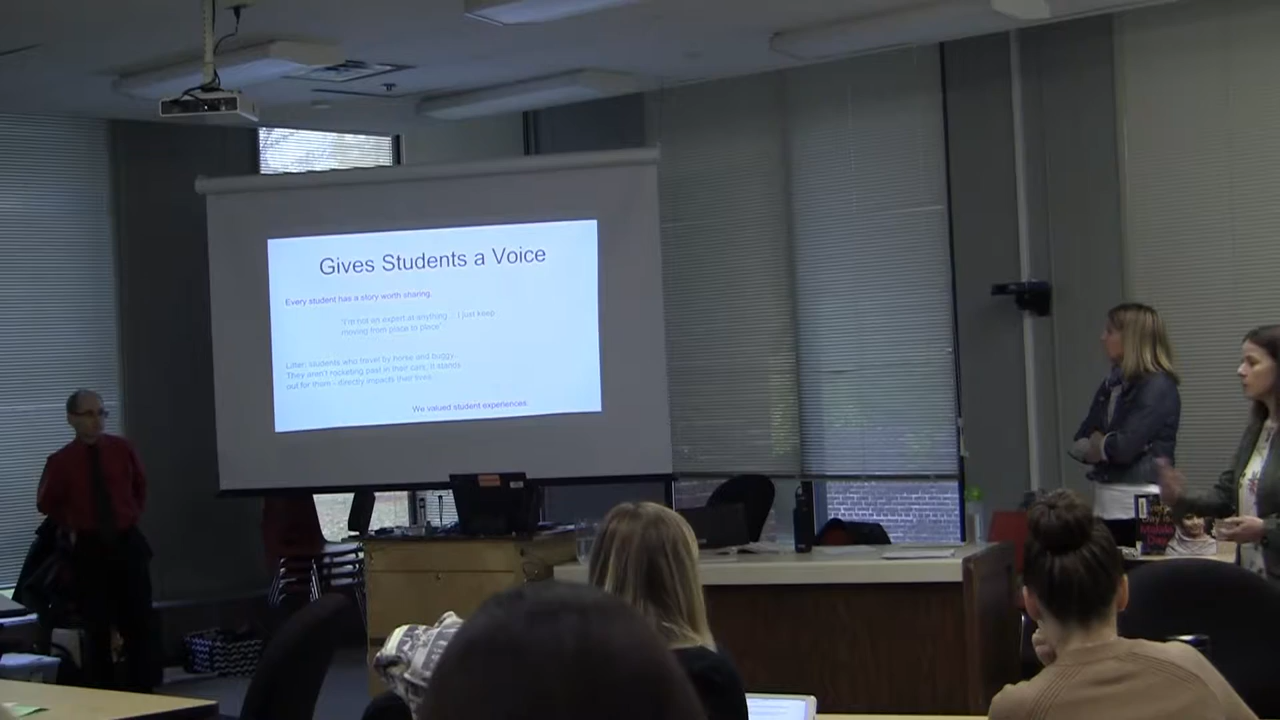 Gives Students a Voice
Every student has a story worth sharing.
"I'm not an expert at anything... I just keep
moving from place to place"
Litter: students who travel by horse and buggy...
They aren't rocketing past in their cars; It stands
out for them - directly impacts their lives.
We valued student experiences.